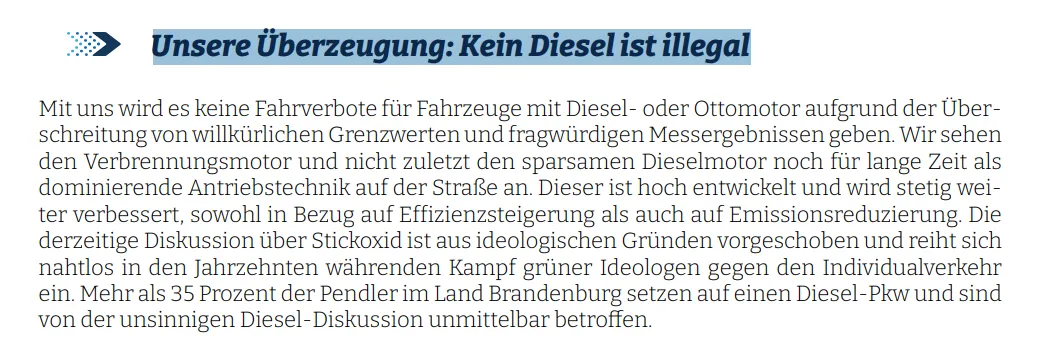 Unsere Überzeugung: Kein Diesel ist illegal
Mit uns wird es keine Fahrverbote für Fahrzeuge mit Diesel- oder Ottomotor aufgrund der Über-
schreitung von willkürlichen Grenzwerten und fragwürdigen Messergebnissen geben. Wir sehen
den Verbrennungsmotor und nicht zuletzt den sparsamen Dieselmotor noch für lange Zeit als
dominierende Antriebstechnik auf der Straße an. Dieser ist hoch entwickelt und wird stetig wei-
ter verbessert, sowohl in Bezug auf Effizienzsteigerung als auch auf Emissionsreduzierung. Die
derzeitige Diskussion über Stickoxid ist aus ideologischen Gründen vorgeschoben und reiht sich
nahtlos in den Jahrzehnten währenden Kampf grüner Ideologen gegen den Individualverkehr
ein. Mehr als 35 Prozent der Pendler im Land Brandenburg setzen auf einen Diesel-Pkw und sind
von der unsinnigen Diesel-Diskussion unmittelbar betroffen.